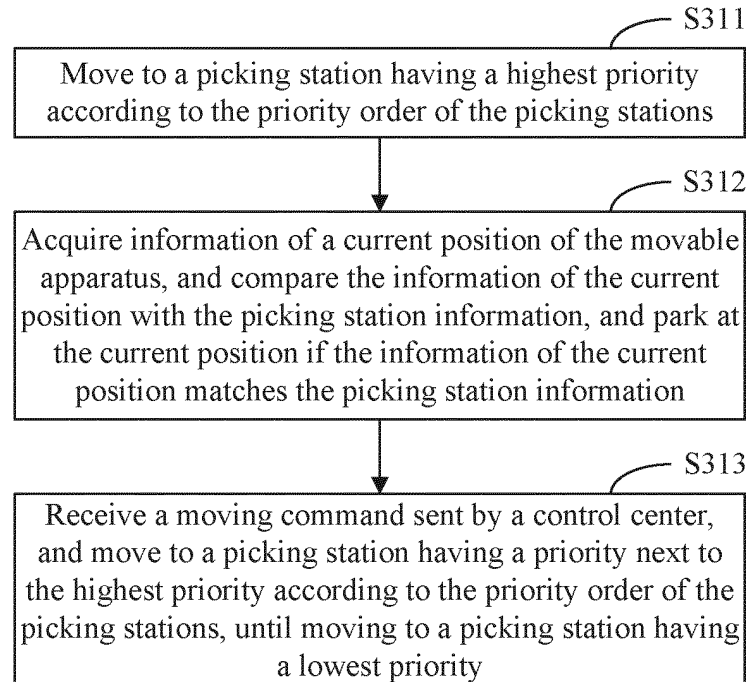 S311
Move to a picking station having a highest priority
according to the priority order of the picking stations
S312
Acquire information of a current position of the movable
apparatus, and compare the information of the current
position with the picking station information, and park at
the current position if the information of the current
position matches the picking station information
S313
Receive a moving command sent by a control center,
and move to a picking station having a priority next to
the highest priority according to the priority order of the
picking stations, until moving to a picking station having
a lowest priority